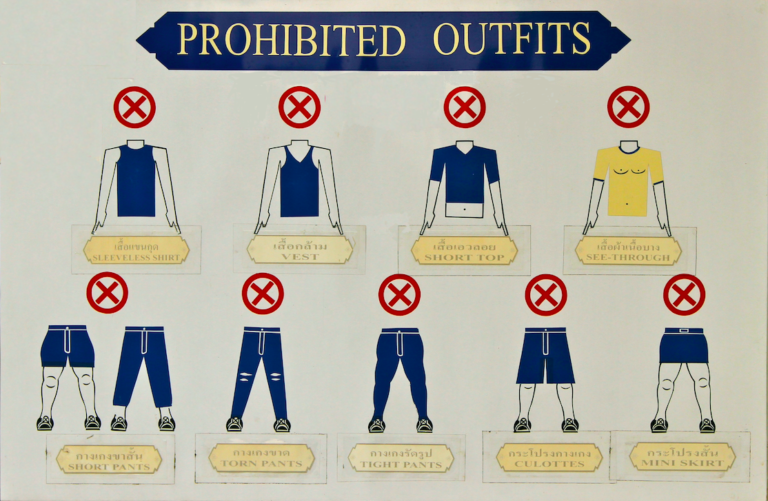 PROHIBITED OUTFITS
เสื้อแขนกุด
SLEEVELESS SHIRT
เสื้อกล้าม
VEST
เสื้อเอวลอย
SHORT TOP
เสื้อผ้าเนื้อบาง
SEE-THROUGH
กางเกงขาสั้น
SHORT PANTS
กางเกงขาด
TORN PANTS
กางเกงรัดรูป
TIGHT PANTS
กระโปรงกางเกง
CULOTTES
กระโปรงสั้น
MINI SKIRT